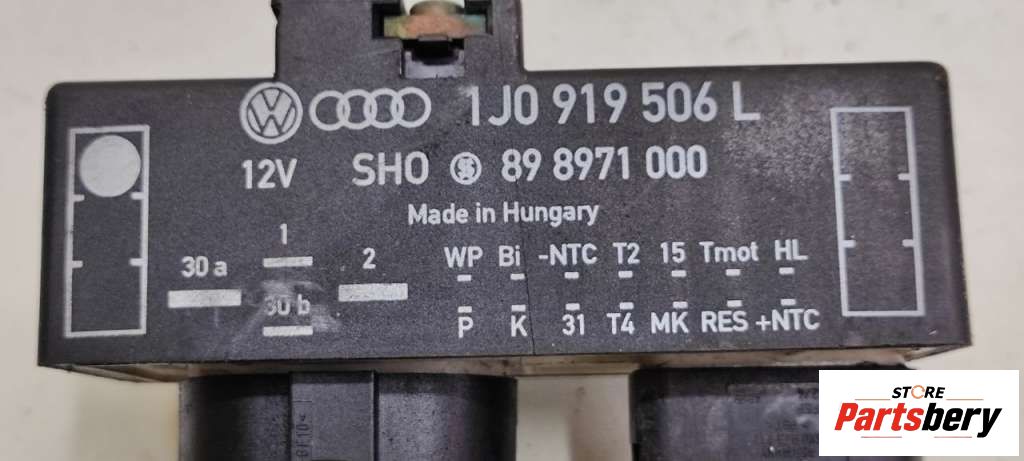 1J0 919 506 L
12V SHO 89 8971 000
Made in Hungary
1
30a 2
30 b
WP Bi -NTC T2 15 Tmot HL
P K 31 T4 MK RES +NTC
STORE
Partsbery